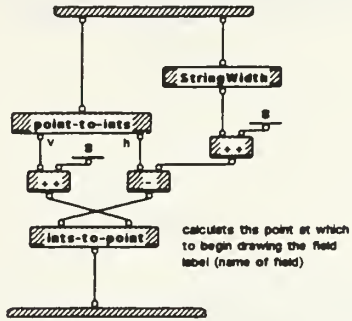 StringWidth
point-to-ints
v
h
8
8
++
++
-
ints-to-point
calculate the point at which
to begin drawing the field
label (name of field)